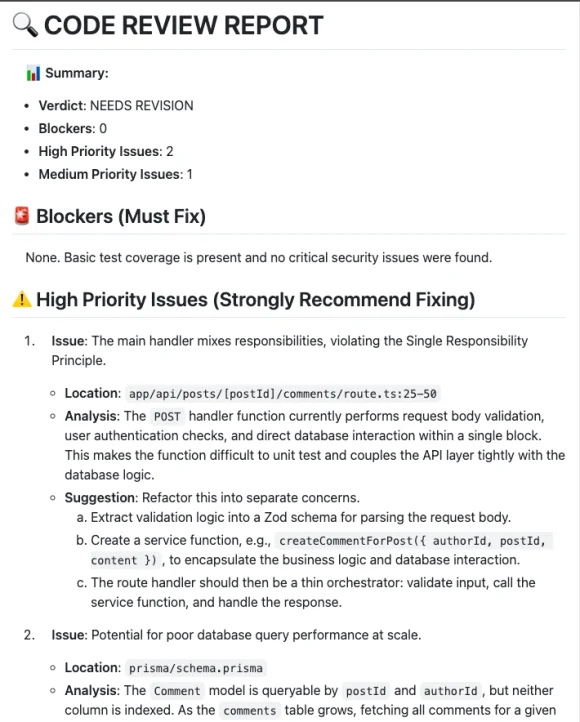 🔍 CODE REVIEW REPORT
📊 Summary:
• Verdict: NEEDS REVISION
• Blockers: 0
• High Priority Issues: 2
• Medium Priority Issues: 1
🚨 Blockers (Must Fix)
None. Basic test coverage is present and no critical security issues were found.
⚠️ High Priority Issues (Strongly Recommend Fixing)
1. Issue: The main handler mixes responsibilities, violating the Single Responsibility
Principle.
◦ Location: app/api/posts/[postId]/comments/route.ts:25-50
◦ Analysis: The POST handler function currently performs request body validation,
user authentication checks, and direct database interaction within a single block.
This makes the function difficult to unit test and couples the API layer tightly with the
database logic.
◦ Suggestion: Refactor this into separate concerns.
a. Extract validation logic into a Zod schema for parsing the request body.
b. Create a service function, e.g., createCommentForPost({ authorId, postId,
content }), to encapsulate the business logic and database interaction.
c. The route handler should then be a thin orchestrator: validate input, call the
service function, and handle the response.
2. Issue: Potential for poor database query performance at scale.
◦ Location: prisma/schema.prisma
◦ Analysis: The Comment model is queryable by postId and authorId, but neither
column is indexed. As the comments table grows, fetching all comments for a given